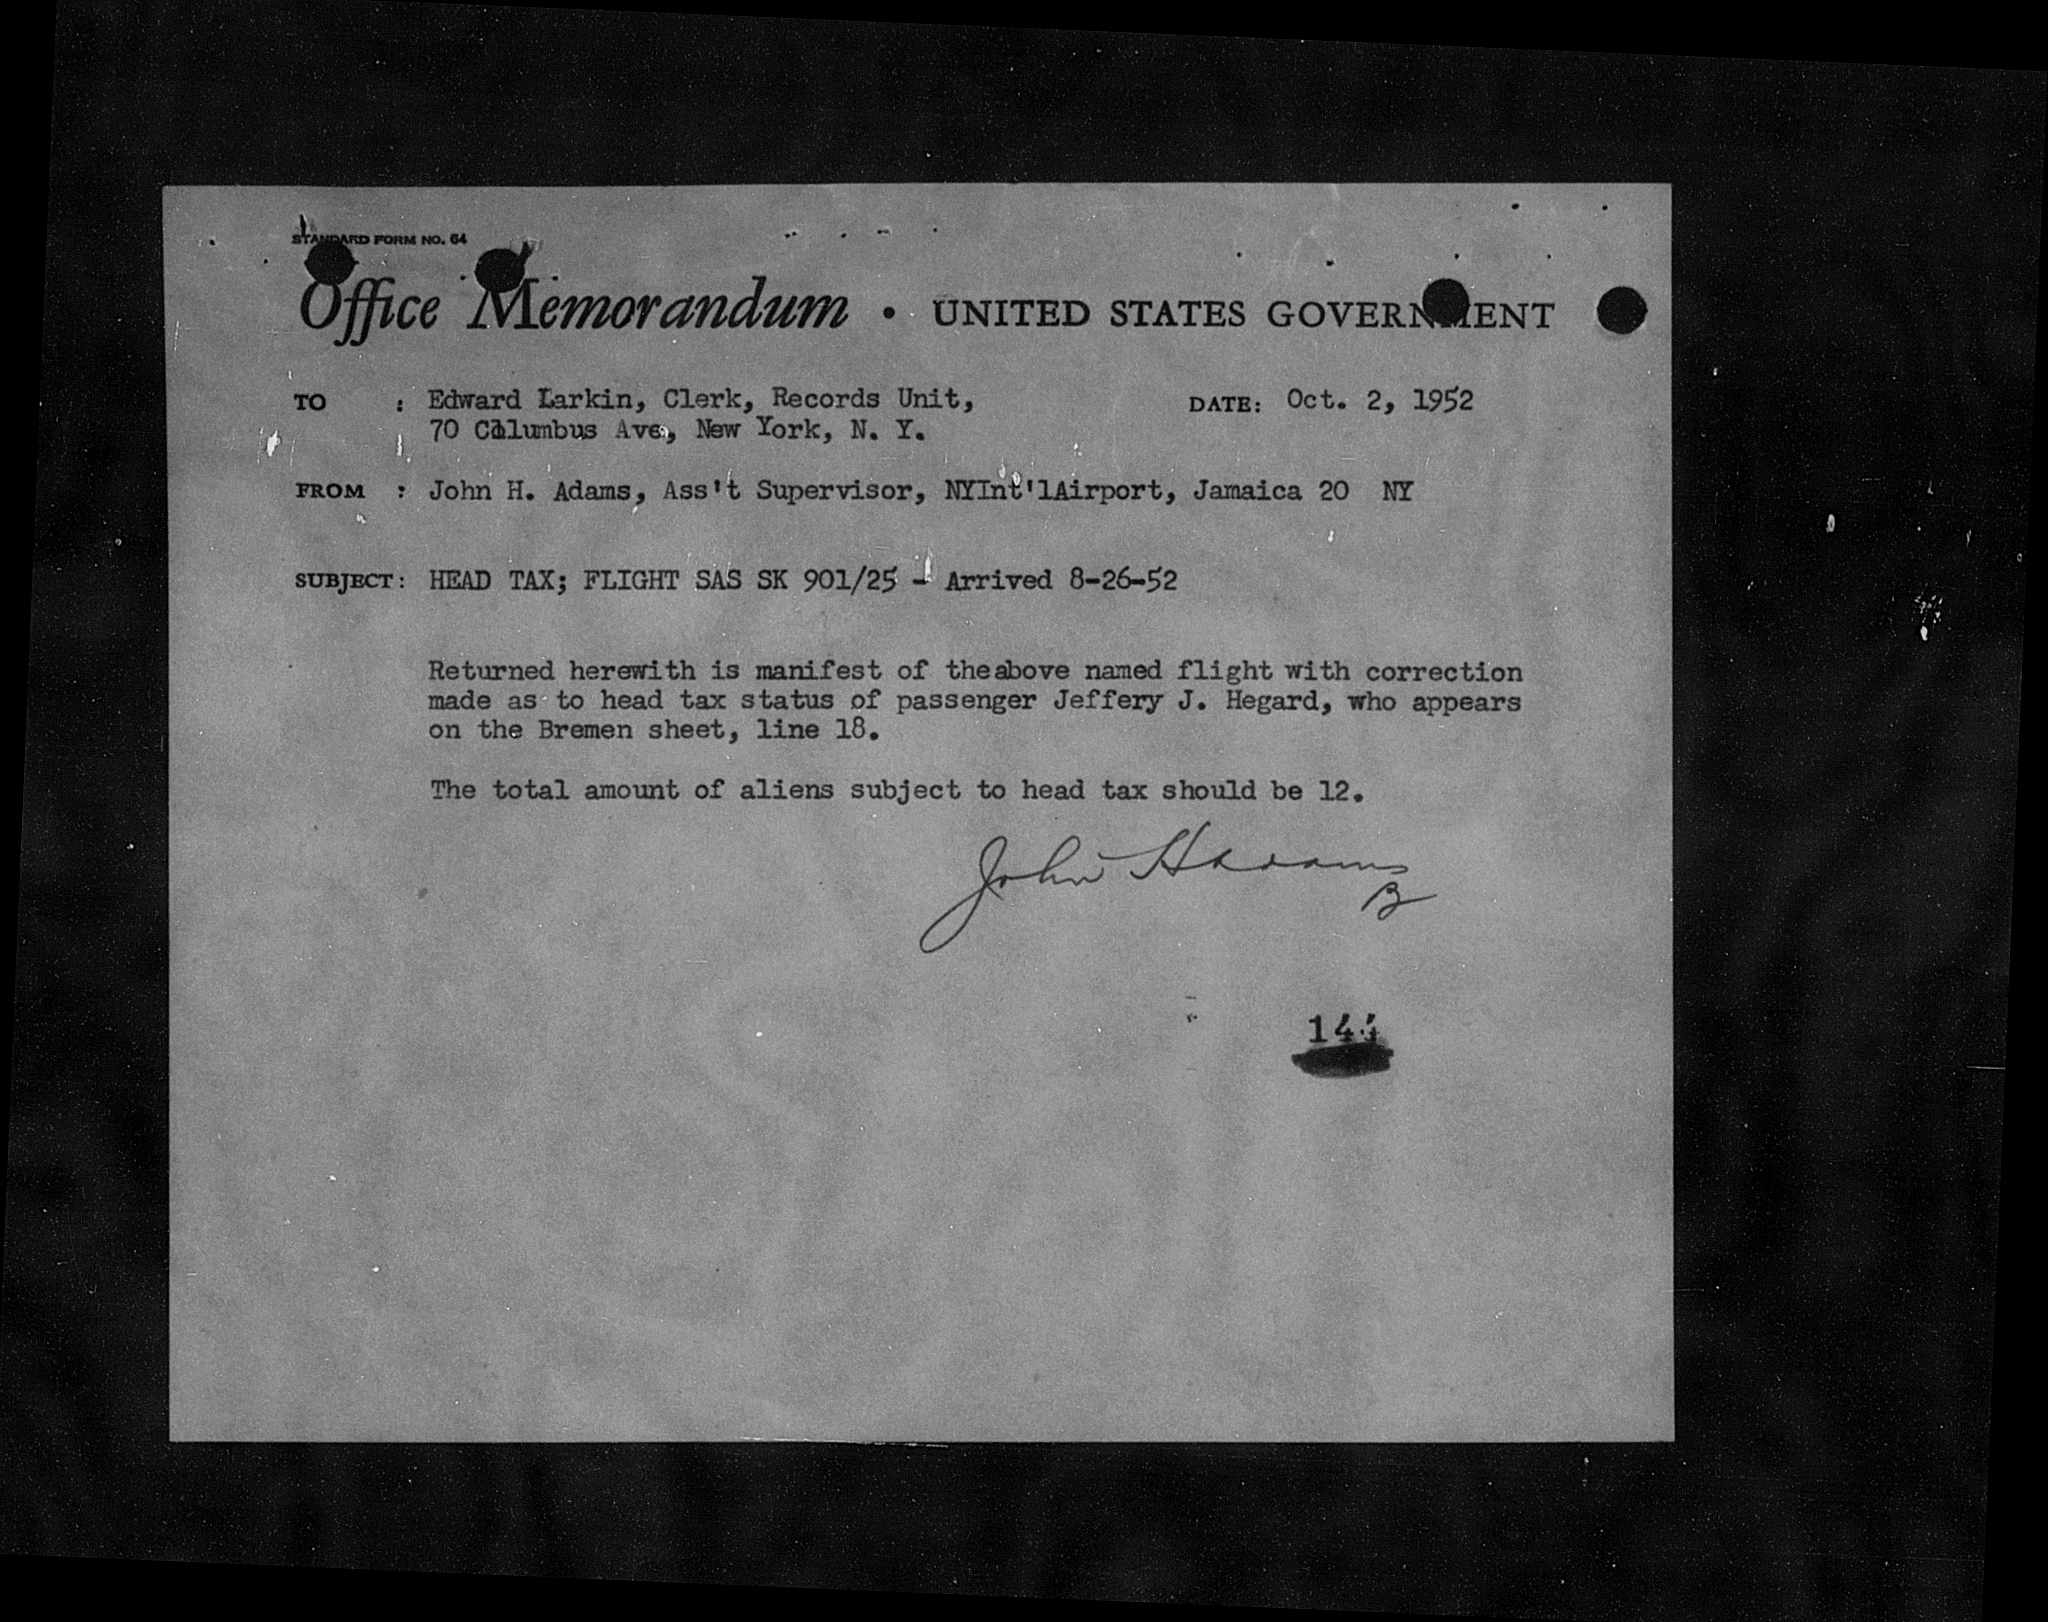 STANDARD FORM NO. 64
Office Memorandum • UNITED STATES GOVERNMENT
TO : Edward Larkin, Clerk, Records Unit, DATE: Oct. 2, 1952
70 Columbus Ave, New York, N. Y.
FROM : John H. Adams, Ass't Supervisor, NYInt'lAirport, Jamaica 20 NY
SUBJECT: HEAD TAX; FLIGHT SAS SK 901/25 - Arrived 8-26-52
Returned herewith is manifest of theabove named flight with correction
made as to head tax status of passenger Jeffery J. Hegard, who appears
on the Bremen sheet, line 18.
The total amount of aliens subject to head tax should be 12.
John H Adams
B
144